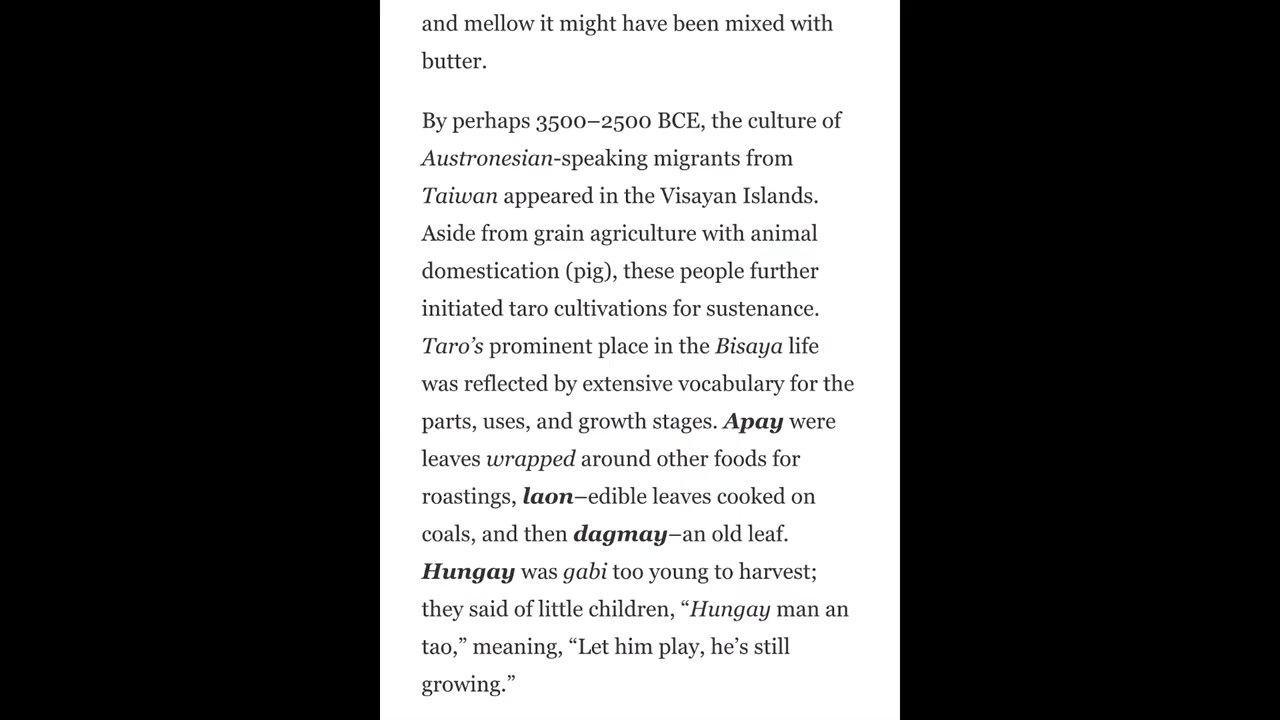 and mellow it might have been mixed with
butter.
By perhaps 3500–2500 BCE, the culture of
Austronesian-speaking migrants from
Taiwan appeared in the Visayan Islands.
Aside from grain agriculture with animal
domestication (pig), these people further
initiated taro cultivations for sustenance.
Taro’s prominent place in the Bisaya life
was reflected by extensive vocabulary for the
parts, uses, and growth stages. Apay were
leaves wrapped around other foods for
roastings, laon–edible leaves cooked on
coals, and then dagmay–an old leaf.
Hungay was gabi too young to harvest;
they said of little children, “Hungay man an
tao,” meaning, “Let him play, he’s still
growing.”